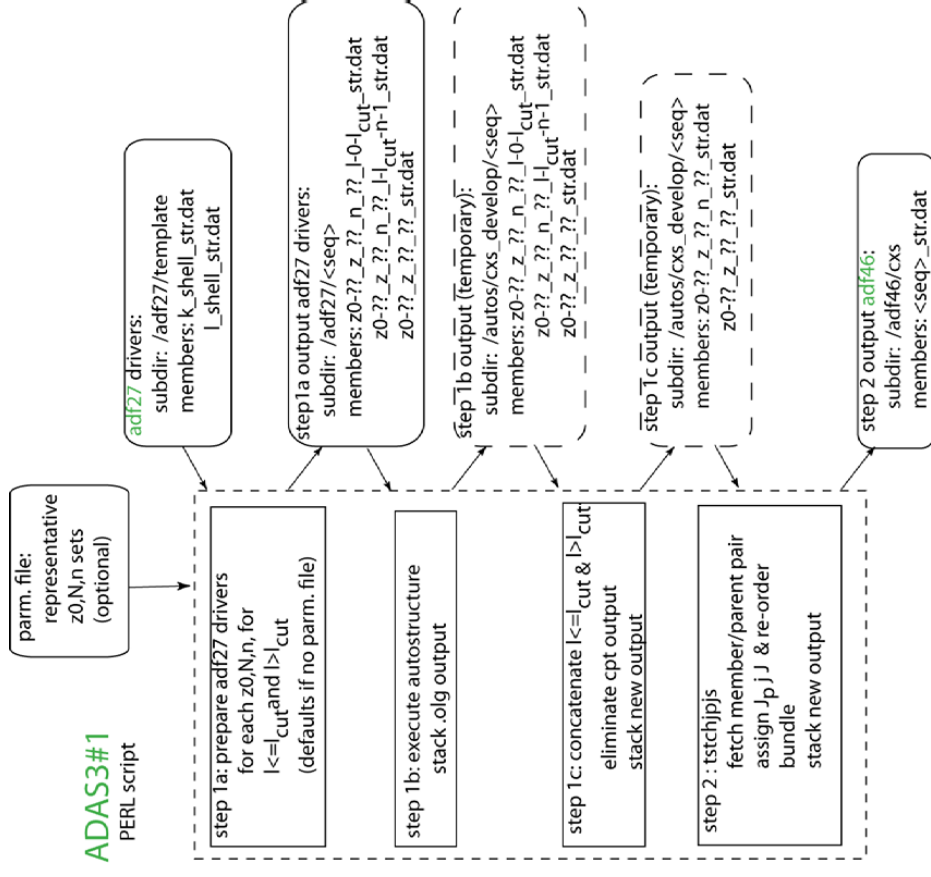 ADAS3#1
PERL script
parm. file:
representative
z0,N,n sets
(optional)
adf27 drivers:
subdir: /adf27/template
members: k_shell_str.dat
l_shell_str.dat
step 1a: prepare adf27 drivers
for each z0,N,n, for
l<=lcut and l>lcut
(defaults if no parm. file)
step1a output adf27 drivers:
subdir: /adf27/<seq>
members: z0-??_z_??_n_??_l-0-lcut_str.dat
z0-??_z_??_n_??_l-lcut-n-1_str.dat
z0-??_z_??_??_str.dat
step 1b: execute autostructure
stack .olg output
step 1b output (temporary):
subdir: /autos/cxs_develop/<seq>
members: z0-??_z_??_n_??_l-0-lcut_str.dat
z0-??_z_??_n_??_l-lcut-n-1_str.dat
z0-??_z_??_??_str.dat
step 1c: concatenate l<=lcut & l>lcut
eliminate cpt output
stack new output
step 1c output (temporary):
subdir: /autos/cxs_develop/<seq>
members: z0-??_z_??_n_??_str.dat
z0-??_z_??_??_str.dat
step 2 : tstchjpjs
fetch member/parent pair
assign Jp j J & re-order
bundle
stack new output
step 2 output adf46:
subdir: /adf46/cxs
members: <seq>_str.dat